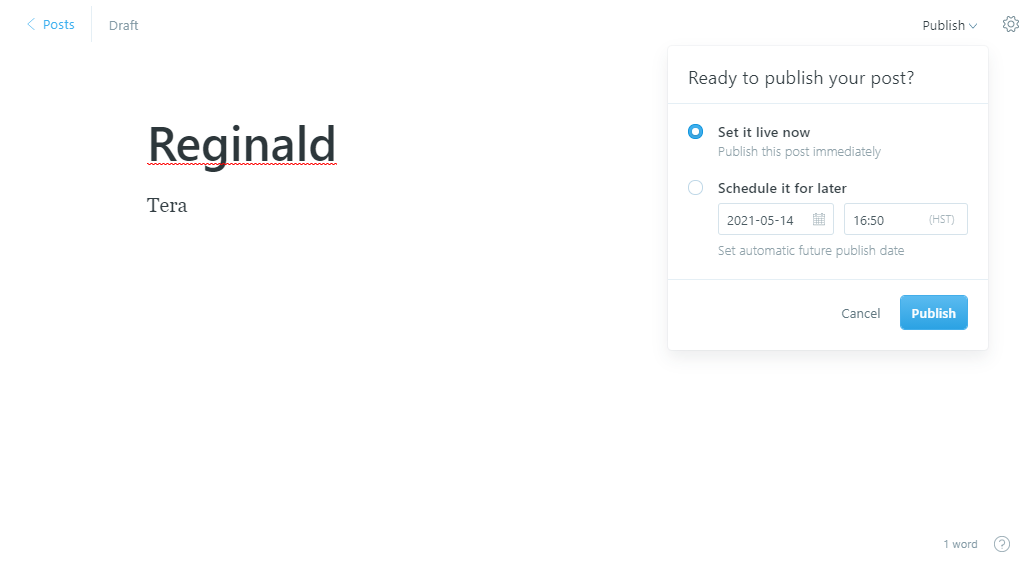 Posts
Draft
Publish
Ready to publish your post?
Reginald
Set it live now
Publish this post immediately
Schedule it for later
Tera
2021-05-14
16:50 (HST)
Set automatic future publish date
Cancel
Publish
1 word
?